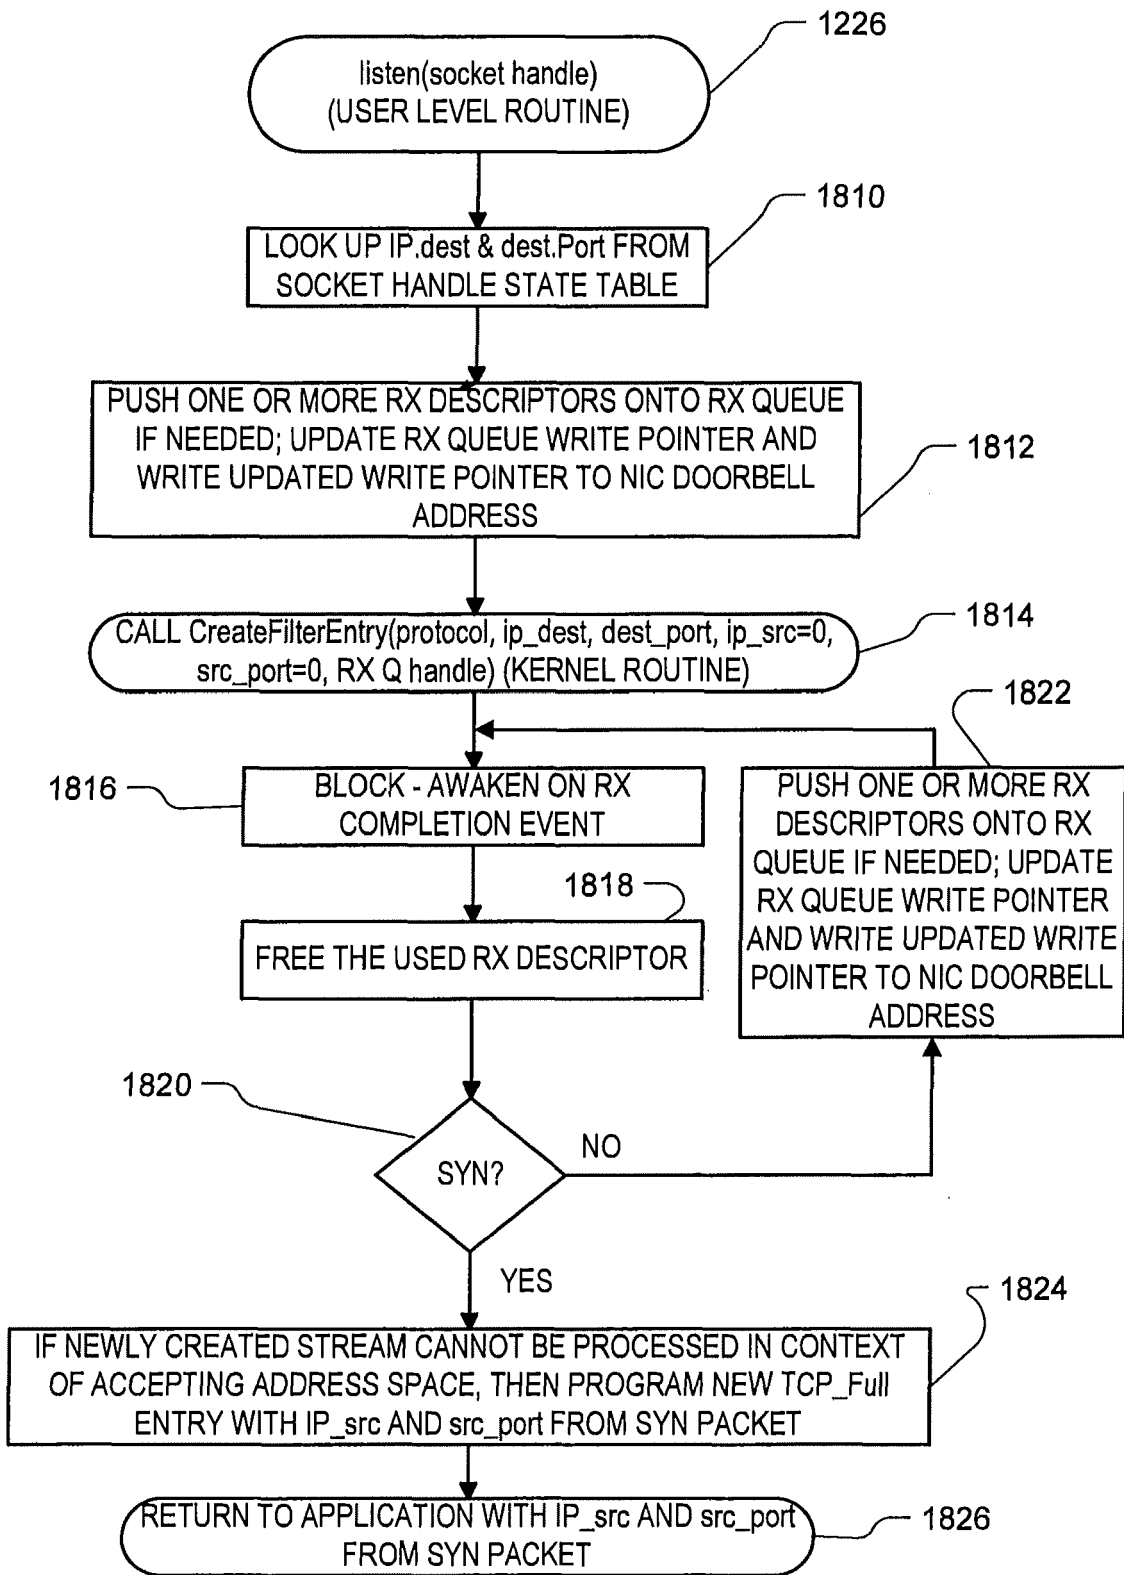 1226
listen(socket handle)
(USER LEVEL ROUTINE)
1810
LOOK UP IP.dest & dest.Port FROM
SOCKET HANDLE STATE TABLE
PUSH ONE OR MORE RX DESCRIPTORS ONTO RX QUEUE
IF NEEDED; UPDATE RX QUEUE WRITE POINTER AND
WRITE UPDATED WRITE POINTER TO NIC DOORBELL
ADDRESS
1812
1814
CALL CreateFilterEntry(protocol, ip_dest, dest_port, ip_src=0,
src_port=0, RX Q handle) (KERNEL ROUTINE)
1822
1816
BLOCK - AWAKEN ON RX
COMPLETION EVENT
PUSH ONE OR MORE RX
DESCRIPTORS ONTO RX
QUEUE IF NEEDED; UPDATE
RX QUEUE WRITE POINTER
AND WRITE UPDATED WRITE
POINTER TO NIC DOORBELL
ADDRESS
1818
FREE THE USED RX DESCRIPTOR
1820
SYN?
NO
YES
1824
IF NEWLY CREATED STREAM CANNOT BE PROCESSED IN CONTEXT
OF ACCEPTING ADDRESS SPACE, THEN PROGRAM NEW TCP_Full
ENTRY WITH IP_src AND src_port FROM SYN PACKET
RETURN TO APPLICATION WITH IP_src AND src_port
FROM SYN PACKET
1826